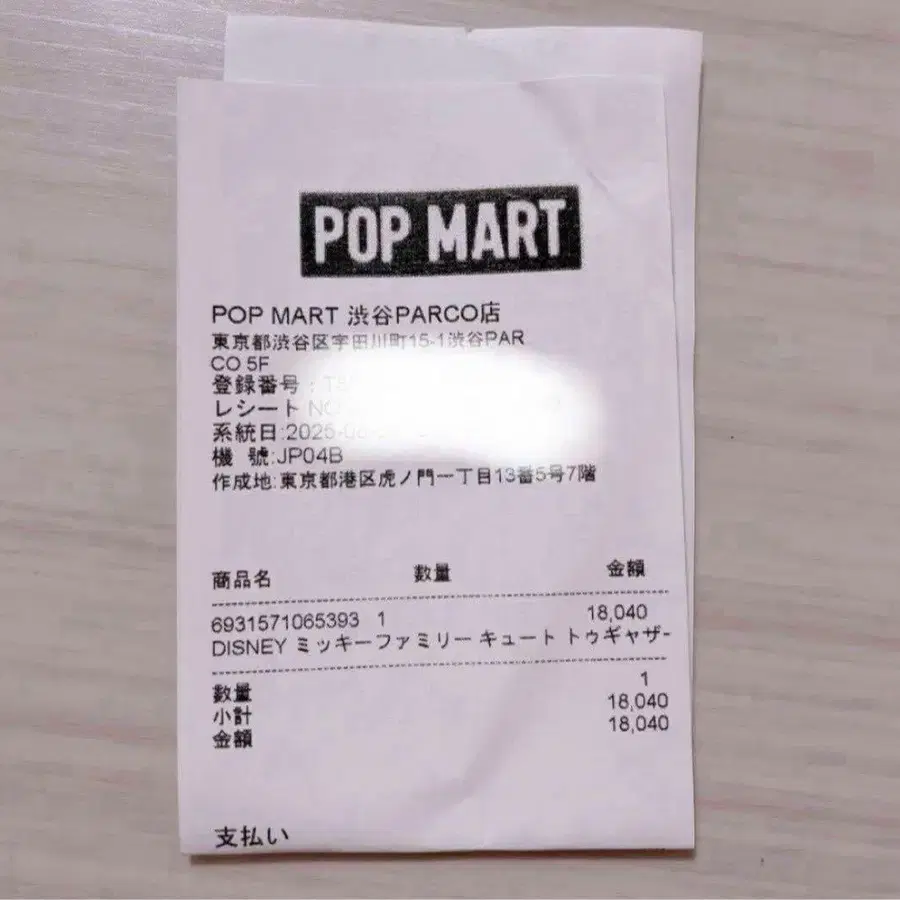 POP MART
POP MART 渋谷PARCO店
東京都渋谷区宇田川町15-1渋谷PAR
CO 5F
登録番号:
レシート NO
系統日:2025-
機 號:JP04B
作成地:東京都港区虎ノ門一丁目13番5号7階
商品名 数量 金額
6931571065393 1 18,040
DISNEY ミッキーファミリー キュート トゥギャザｰ
数量 1
小計 18,040
金額 18,040
支払い